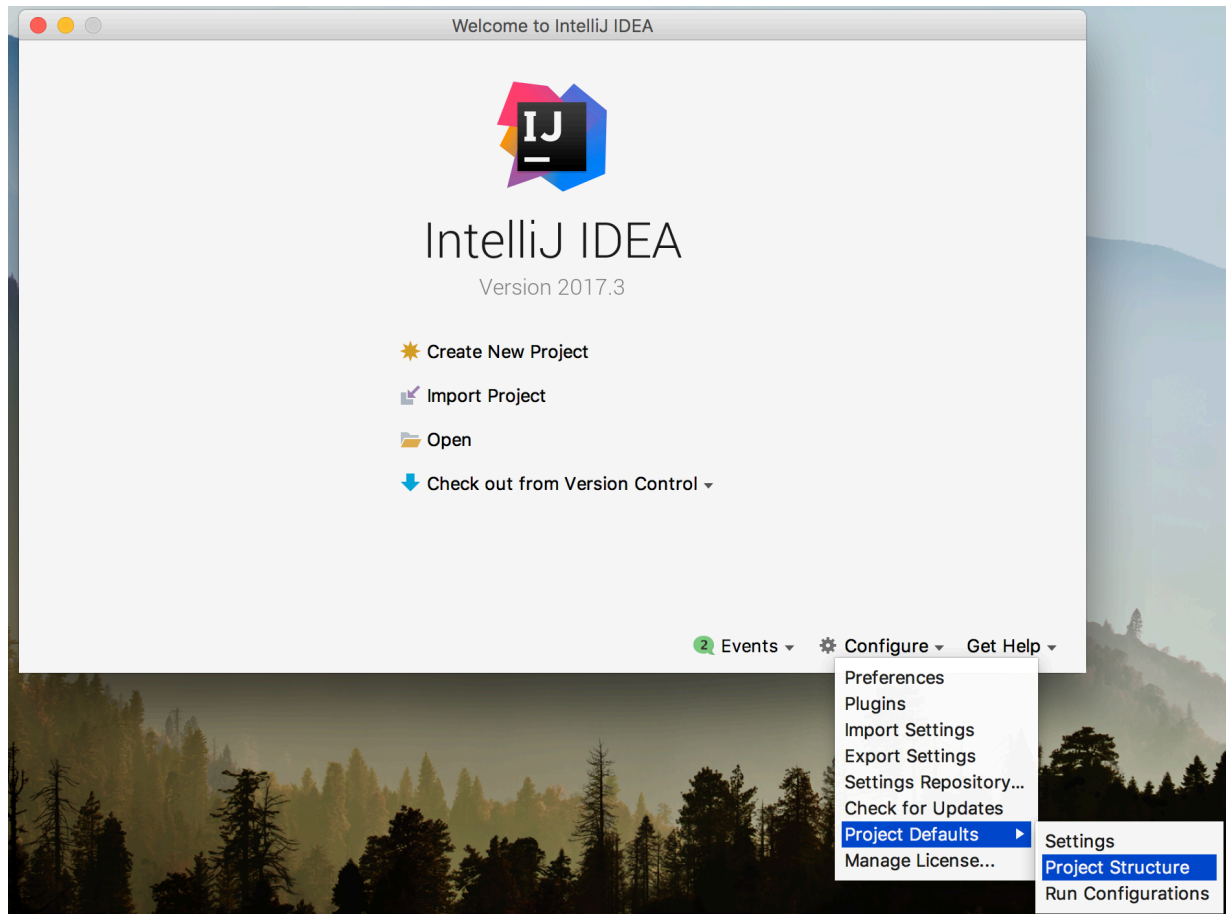 Welcome to IntelliJ IDEA
IJ
IntelliJ IDEA
Version 2017.3
Create New Project
Import Project
Open
Check out from Version Control
2 Events
Configure
Get Help
Preferences
Plugins
Import Settings
Export Settings
Settings Repository...
Check for Updates
Project Defaults
Manage License...
Settings
Project Structure
Run Configurations